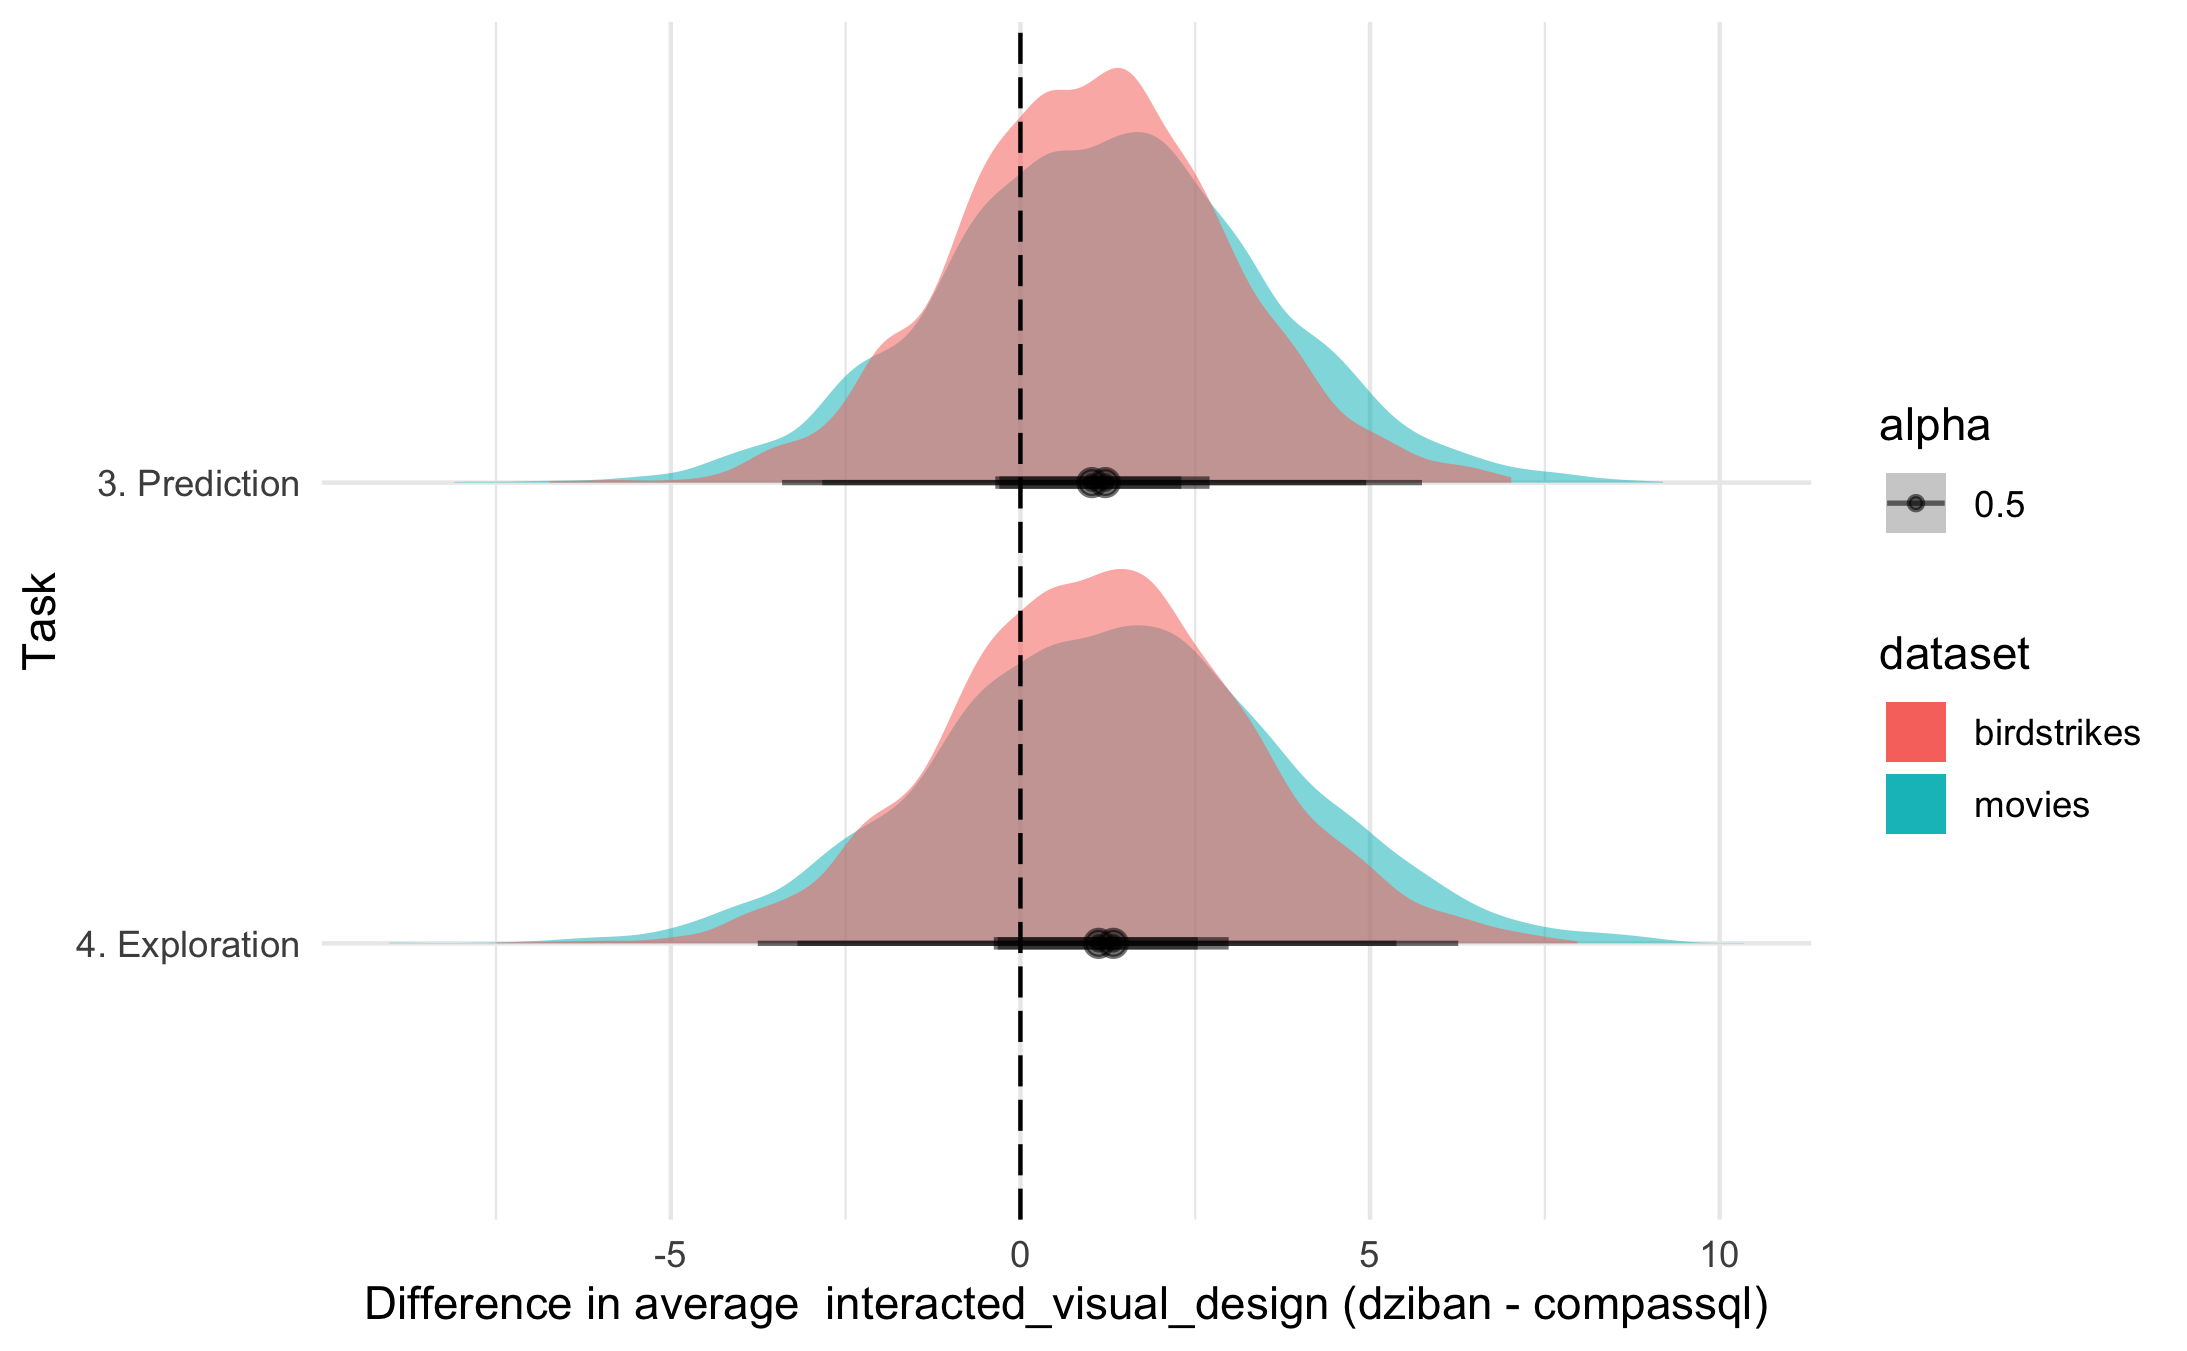 3. Prediction
4. Exploration
Task
-5
0
5
10
Difference in average  interacted_visual_design (dziban - compassql)
alpha
0.5
dataset
birdstrikes
movies